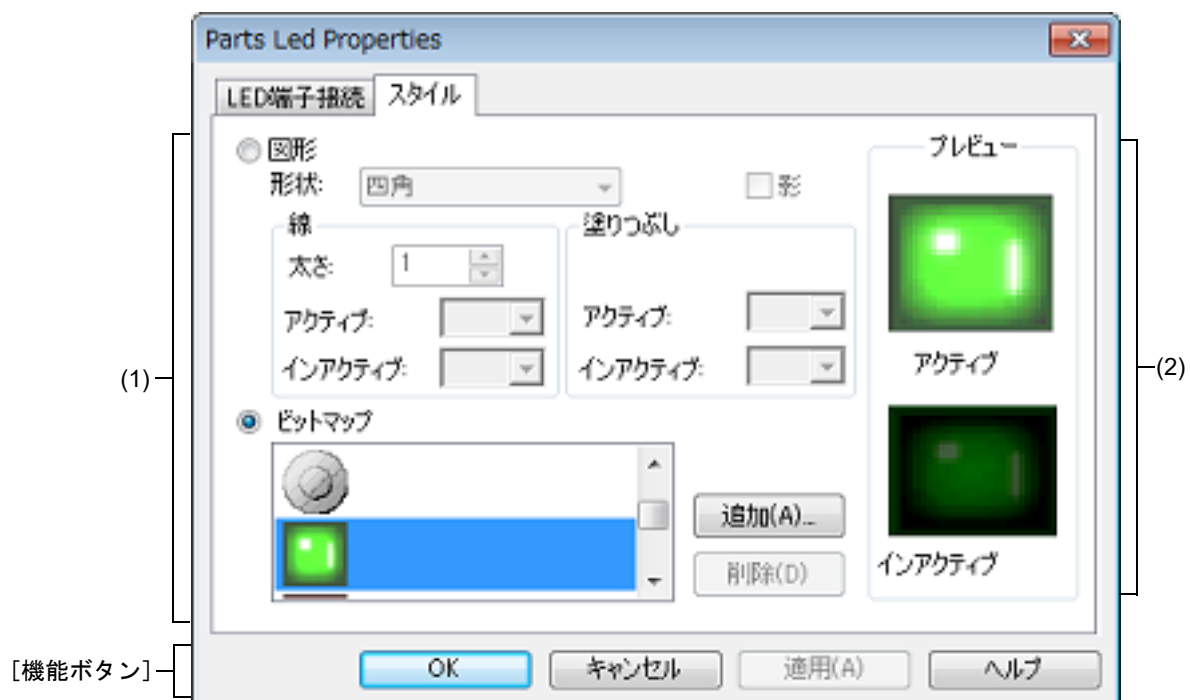 Parts Led Properties
LED端子接続 スタイル
図形
形状: 四角 影
線
太さ: 1
アクティブ:
インアクティブ:
塗りつぶし
アクティブ:
インアクティブ:
ビットマップ
追加(A)...
削除(D)
プレビュー
アクティブ
インアクティブ
(1)
(2)
[機能ボタン]
OK キャンセル 適用(A) ヘルプ